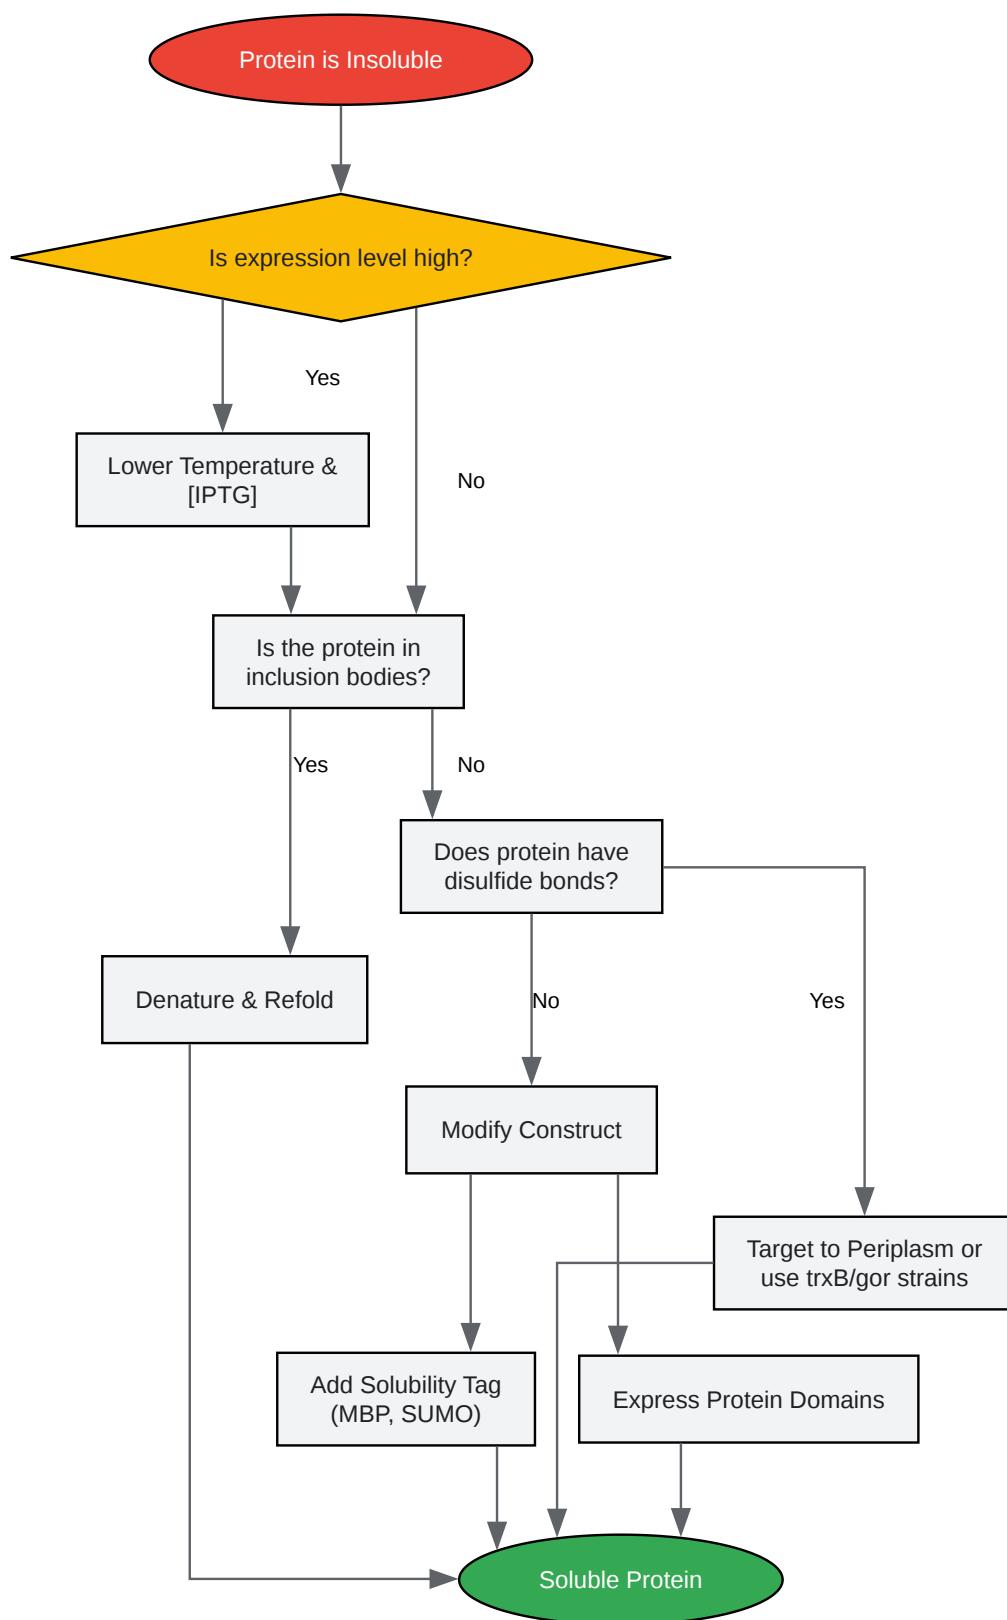 Protein is Insoluble
Is expression level high?
Yes
Lower Temperature &
[IPTG]
No
Is the protein in
inclusion bodies?
Yes
No
Does protein have
disulfide bonds?
Denature & Refold
No
Yes
Modify Construct
Target to Periplasm or
use trxB/gor strains
Add Solubility Tag
(MBP, SUMO)
Express Protein Domains
Soluble Protein